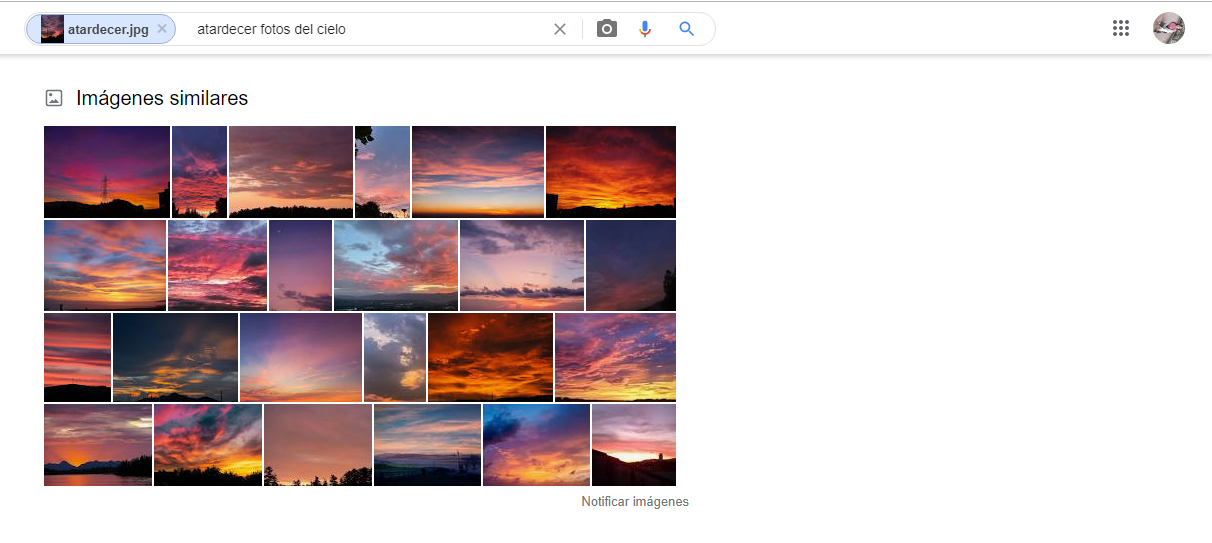 atardecer.jpg atardecer fotos del cielo
Imágenes similares
Notificar imágenes